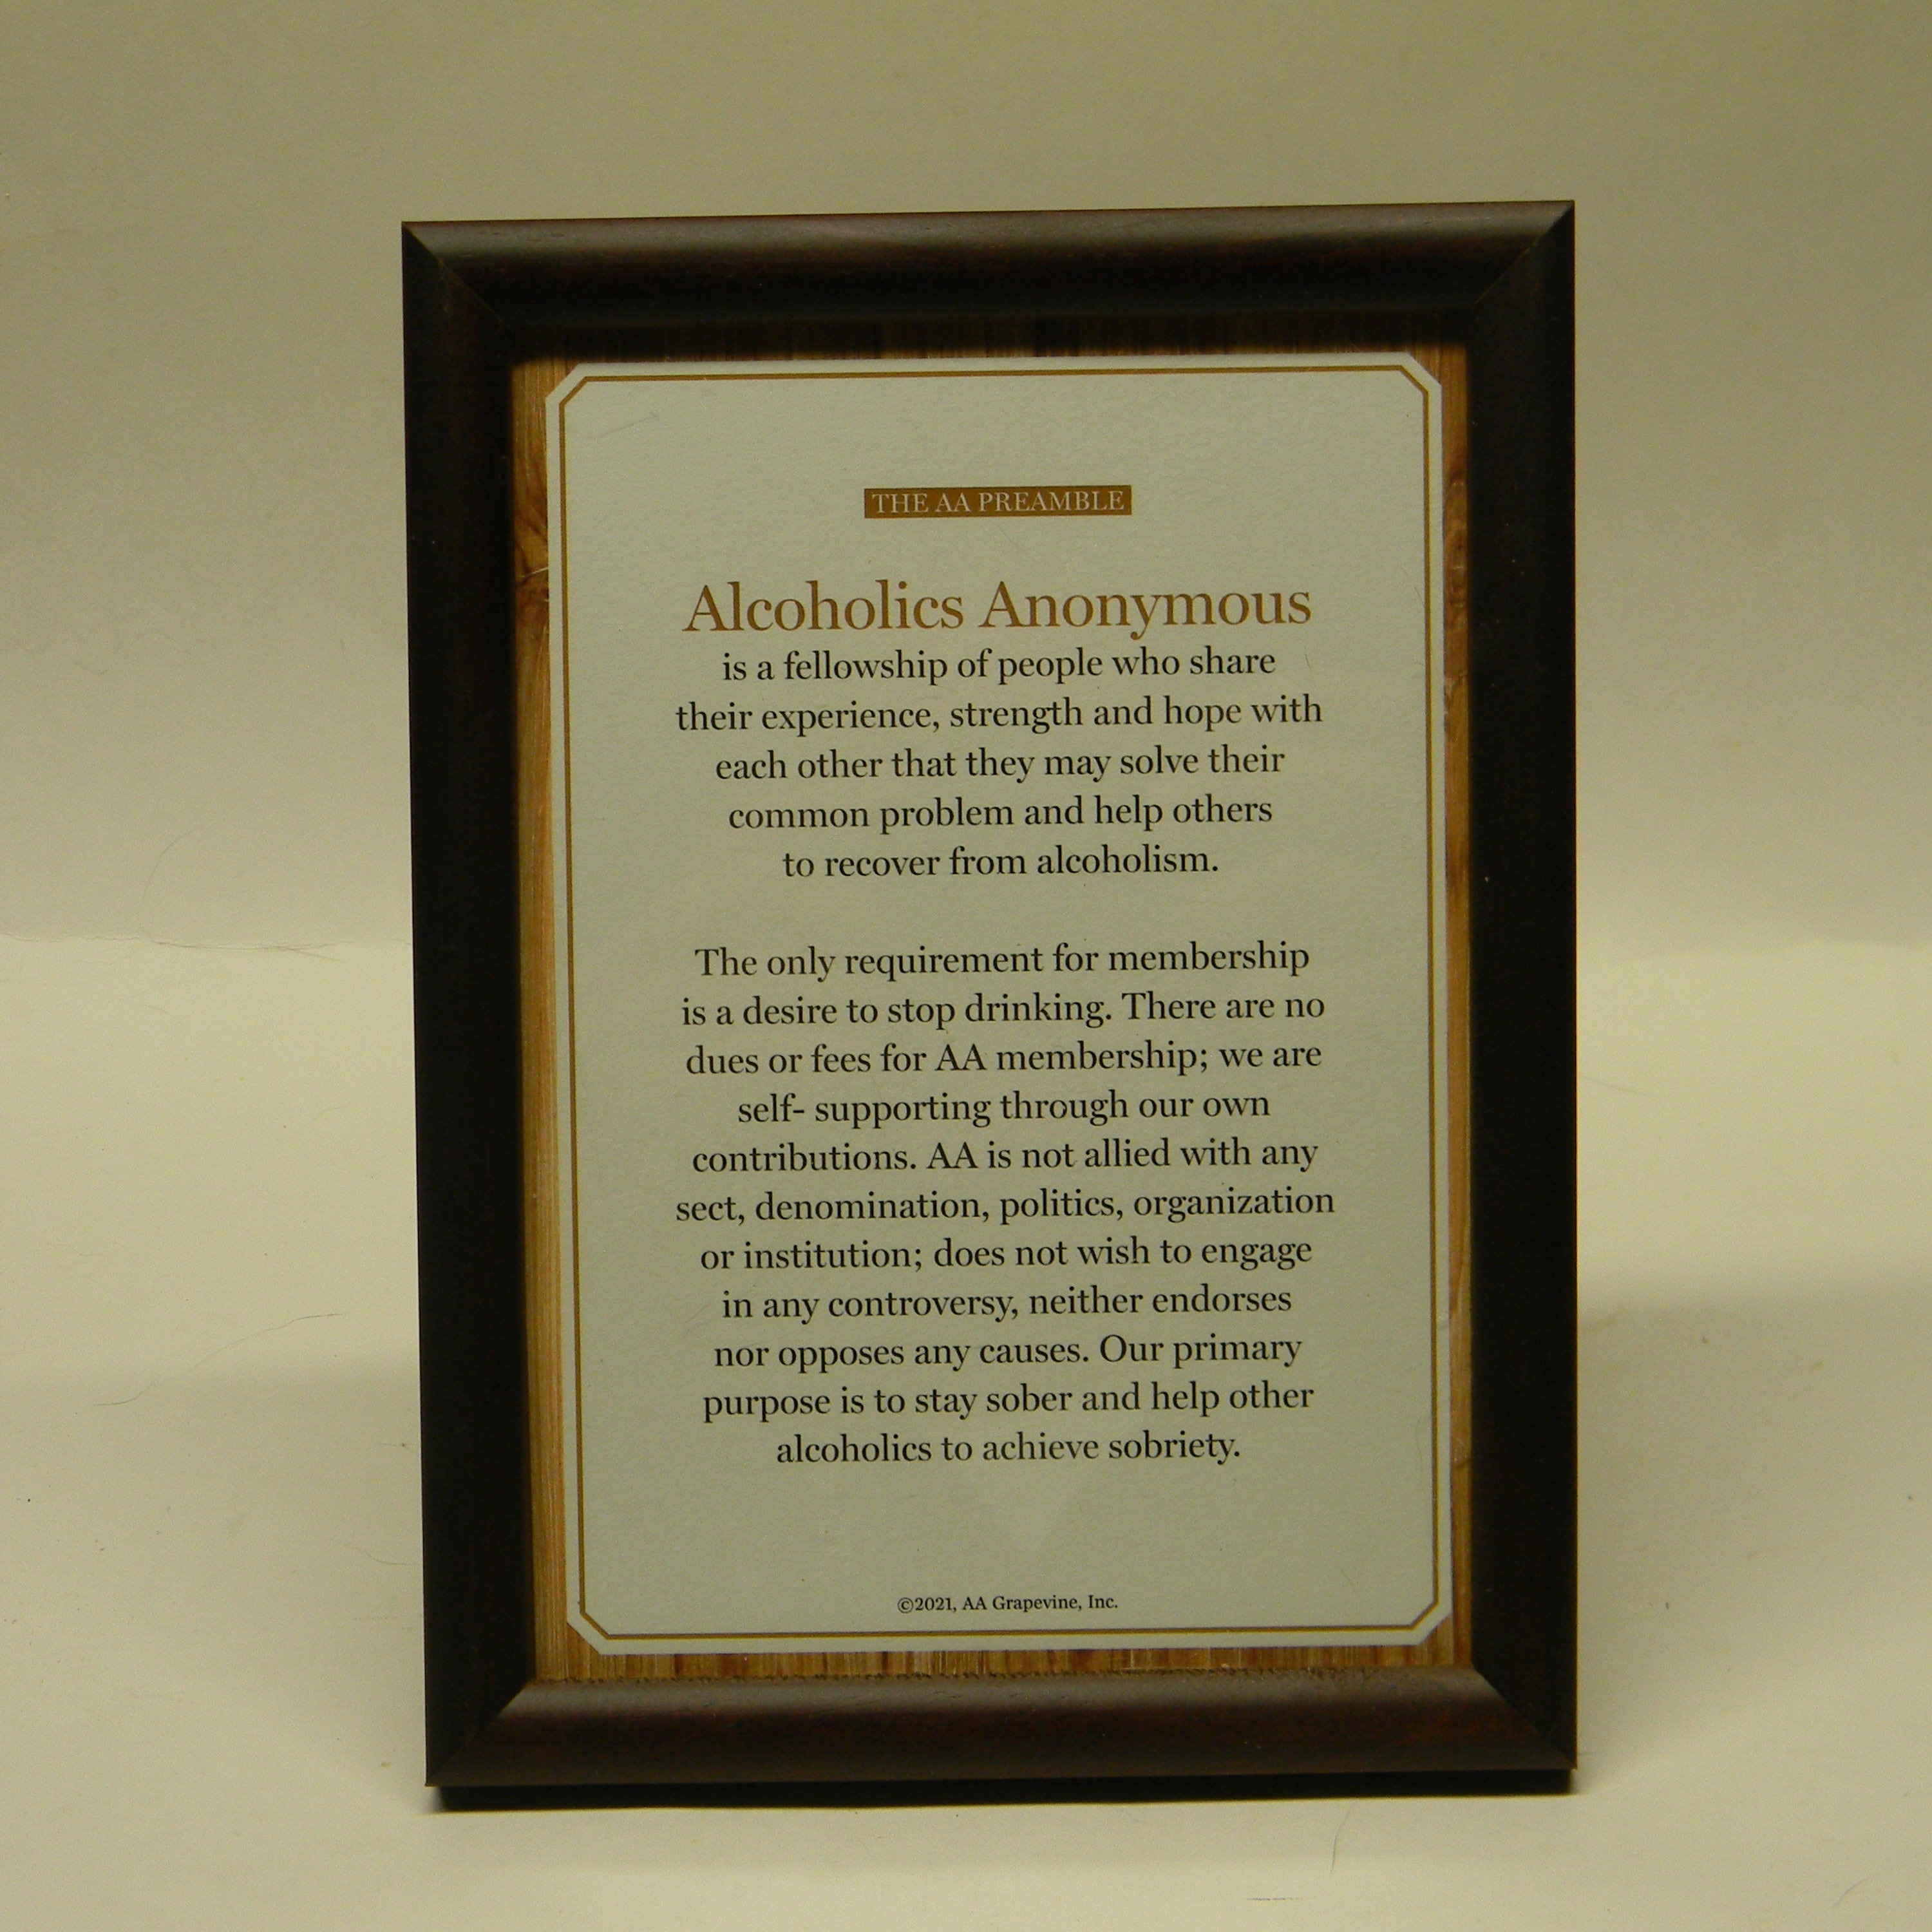 THE AA PREAMBLE
Alcoholics Anonymous
is a fellowship of people who share
their experience, strength and hope with
each other that they may solve their
common problem and help others
to recover from alcoholism.
The only requirement for membership
is a desire to stop drinking. There are no
dues or fees for AA membership; we are
self- supporting through our own
contributions. AA is not allied with any
sect, denomination, politics, organization
or institution; does not wish to engage
in any controversy, neither endorses
nor opposes any causes. Our primary
purpose is to stay sober and help other
alcoholics to achieve sobriety.
©2021, AA Grapevine, Inc.